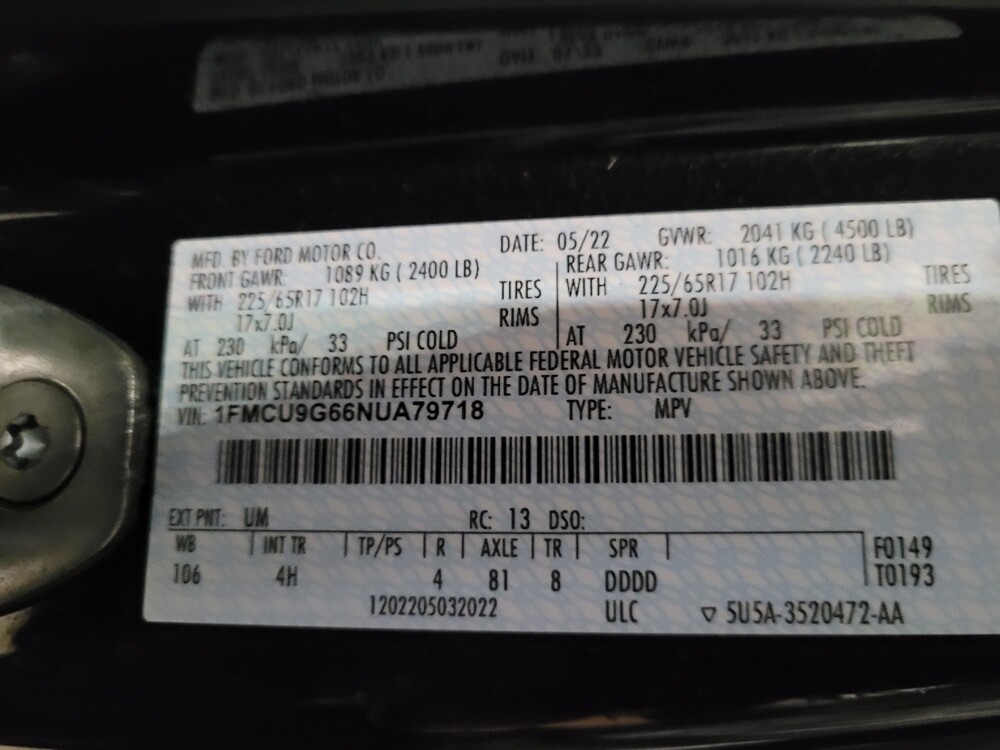 MFD. BY FORD MOTOR CO. DATE: 05/22 GVWR: 2041 KG ( 4500 LB)
FRONT GAWR: 1089 KG ( 2400 LB) REAR GAWR: 1016 KG ( 2240 LB)
WITH 225/65R17 102H TIRES WITH 225/65R17 102H TIRES
17x7.0J RIMS 17x7.0J RIMS
AT 230 kPa/ 33 PSI COLD AT 230 kPa/ 33 PSI COLD
THIS VEHICLE CONFORMS TO ALL APPLICABLE FEDERAL MOTOR VEHICLE SAFETY AND THEFT
PREVENTION STANDARDS IN EFFECT ON THE DATE OF MANUFACTURE SHOWN ABOVE.
VIN: 1FMCU9G66NUA79718 TYPE: MPV
EXT PNT: UM RC: 13 DSO:
WB INT TR TP/PS R AXLE TR SPR F0149
106 4H 4 81 8 DDDD T0193
1202205032022 ULC ▽ 5U5A-3520472-AA